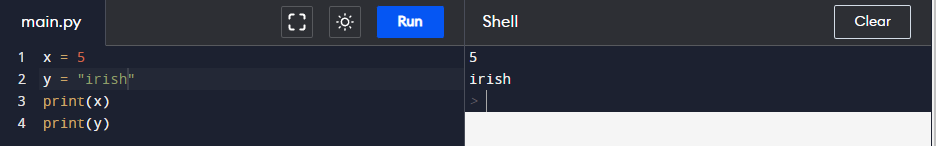 main.py Run Shell Clear
1 x = 5
2 y = "irish"
3 print(x)
4 print(y)
5
irish
>